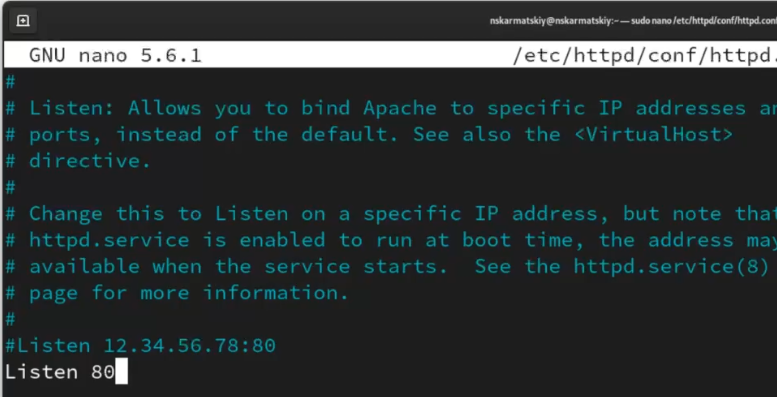 nskarmatskiy@nskarmatskiy:~ — sudo nano /etc/httpd/conf/httpd.con
GNU nano 5.6.1 /etc/httpd/conf/httpd.
#
# Listen: Allows you to bind Apache to specific IP addresses an
# ports, instead of the default. See also the <VirtualHost>
# directive.
#
# Change this to Listen on a specific IP address, but note that
# httpd.service is enabled to run at boot time, the address may
# available when the service starts.  See the httpd.service(8)
# page for more information.
#
#Listen 12.34.56.78:80
Listen 80